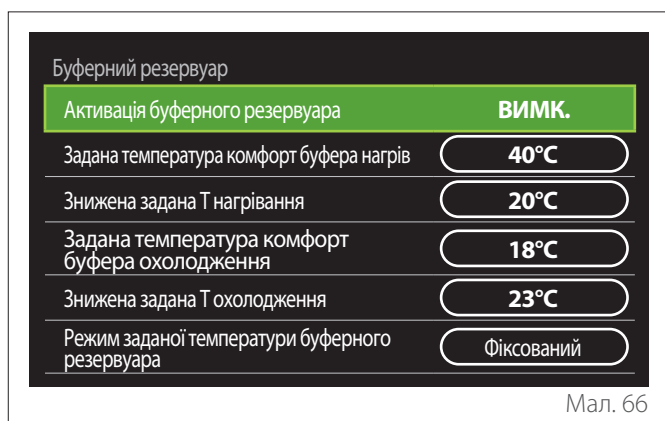 Буферний резервуар
Активація буферного резервуара ВИМК.
Задана температура комфорт буфера нагрів 40°C
Знижена задана Т нагрівання 20°C
Задана температура комфорт
буфера охолодження 18°C
Знижена задана Т охолодження 23°C
Режим заданої температури буферного
резервуара Фіксований
Мал. 66